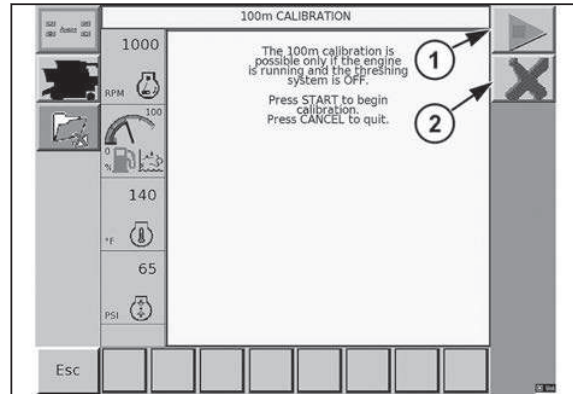 100m CALIBRATION
1000
RPM
The 100m calibration is
possible only if the engine
is running and the threshing
system is OFF.
Press START to begin
calibration.
Press CANCEL to quit.
1
2
100
0
%
140
°F
65
PSI
Esc